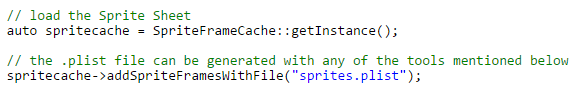 // load the Sprite Sheet
auto spritecache = SpriteFrameCache::getInstance();
// the .plist file can be generated with any of the tools mentioned below
spritecache->addSpriteFramesWithFile("sprites.plist");